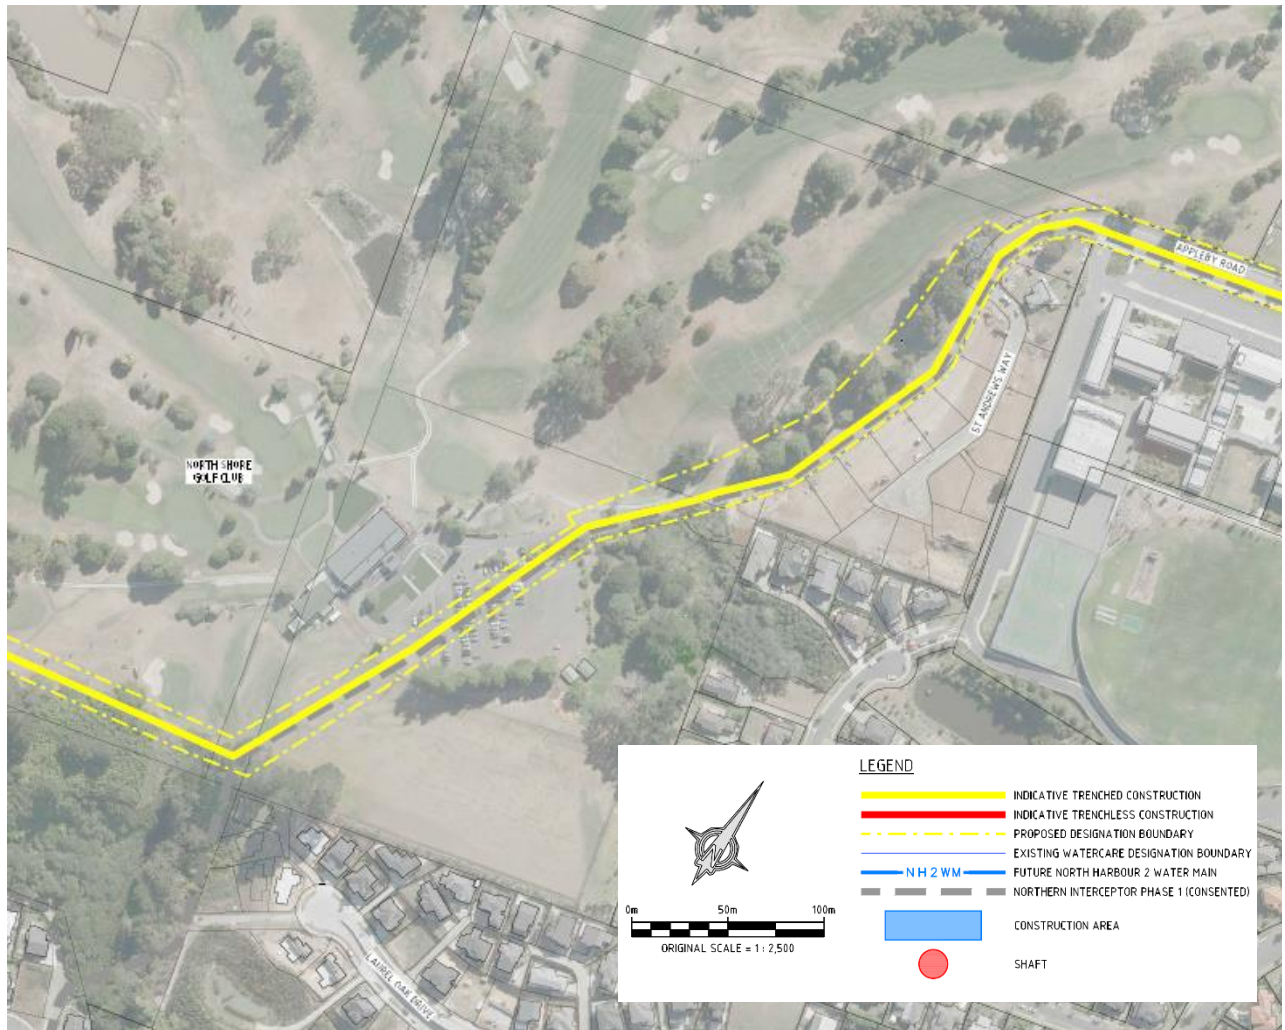 APPLEBY ROAD
ST ANDREWS WAY
NORTH SHORE
GOLF CLUB
LAUREL OAK DRIVE
LEGEND
INDICATIVE TRENCHED CONSTRUCTION
INDICATIVE TRENCHLESS CONSTRUCTION
PROPOSED DESIGNATION BOUNDARY
EXISTING WATERCARE DESIGNATION BOUNDARY
NH2WM FUTURE NORTH HARBOUR 2 WATER MAIN
NORTHERN INTERCEPTOR PHASE 1 (CONSENTED)
CONSTRUCTION AREA
SHAFT
0m 50m 100m
ORIGINAL SCALE = 1:2,500